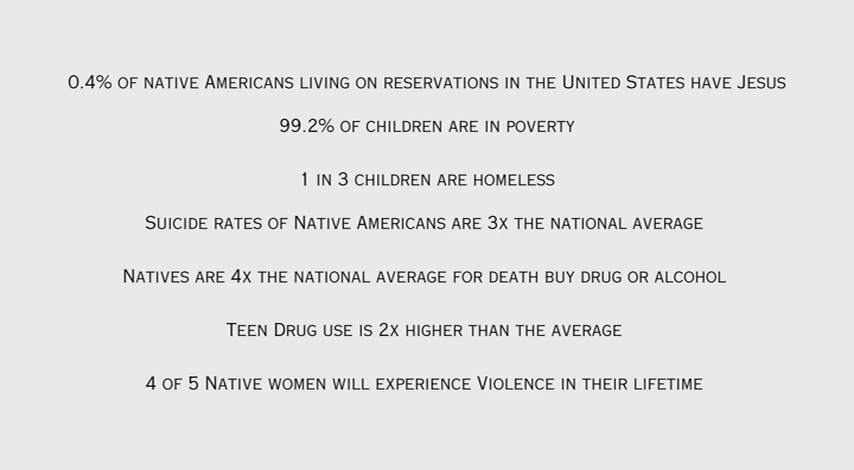 0.4% of native Americans living on reservations in the United States have Jesus
99.2% of children are in poverty
1 in 3 children are homeless
Suicide rates of Native Americans are 3x the national average
Natives are 4x the national average for death buy drug or alcohol
Teen Drug use is 2x higher than the average
4 of 5 Native women will experience Violence in their lifetime